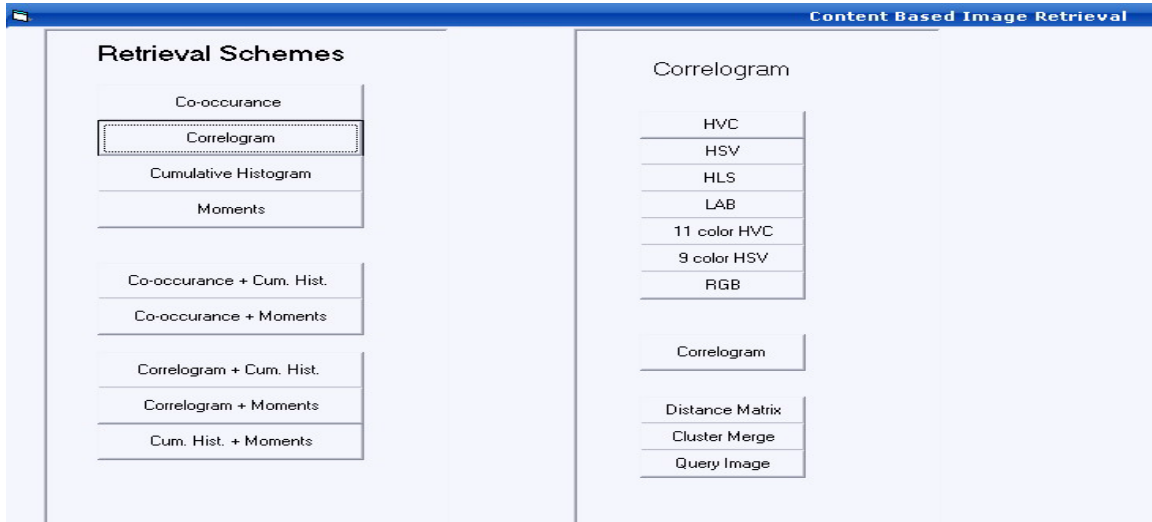 Content Based Image Retrieval
Retrieval Schemes
Co-occurance
Correlogram
Cumulative Histogram
Moments
Co-occurance + Cum. Hist.
Co-occurance + Moments
Correlogram + Cum. Hist.
Correlogram + Moments
Cum. Hist. + Moments
Correlogram
HVC
HSV
HLS
LAB
11 color HVC
9 color HSV
RGB
Correlogram
Distance Matrix
Cluster Merge
Query Image